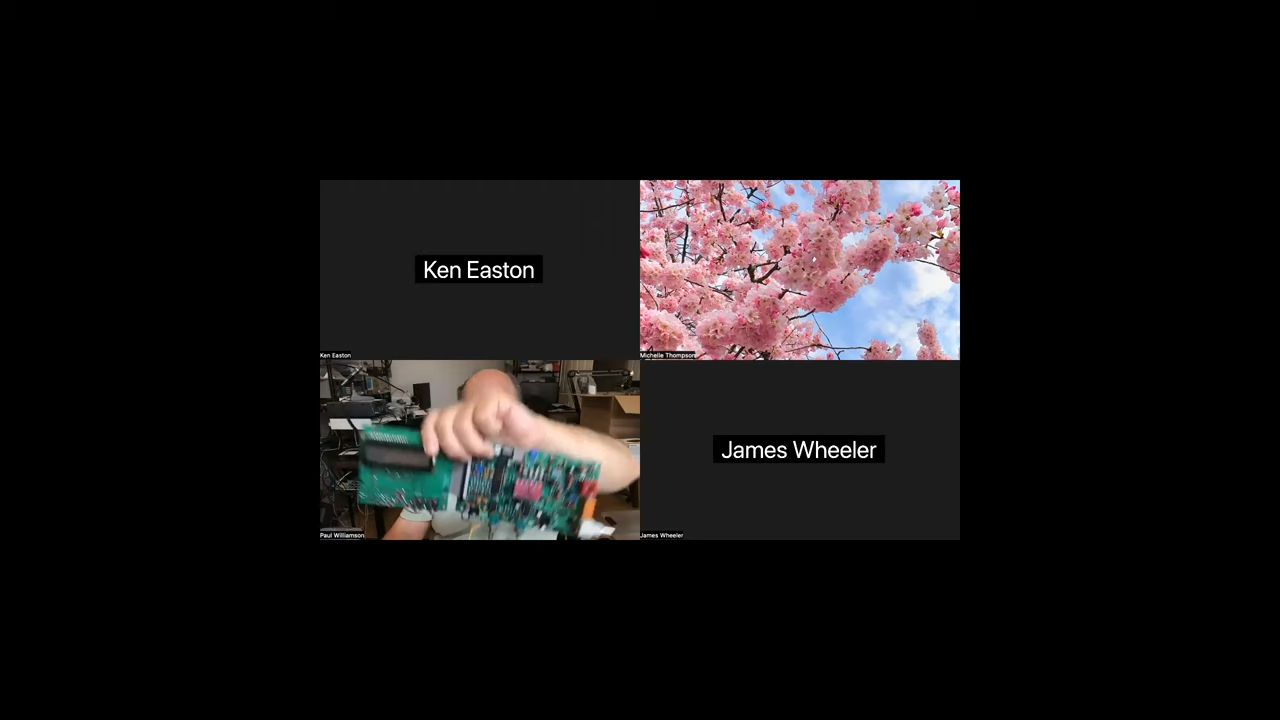 Ken Easton
Ken Easton
Michelle Thompson
Paul Williamson
James Wheeler
James Wheeler